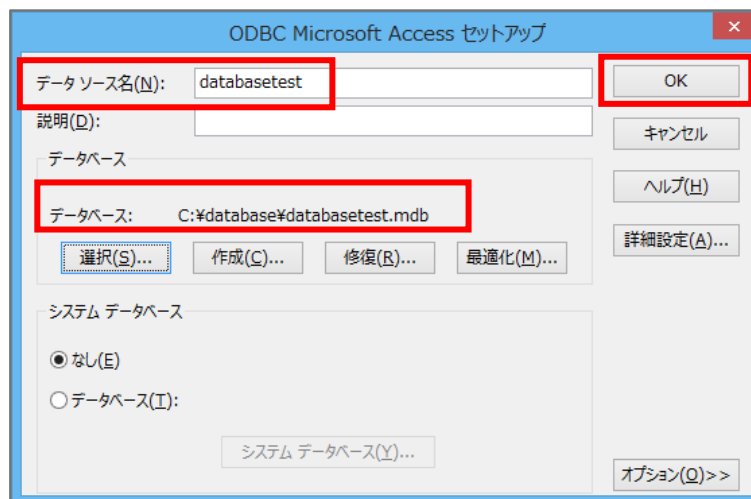 ODBC Microsoft Access セットアップ
データ ソース名(N): databasetest
OK
説明(D):
キャンセル
データベース
ヘルプ(H)
データベース: C:¥database¥databasetest.mdb
詳細設定(A)...
選択(S)... 作成(C)... 修復(R)... 最適化(M)...
システム データベース
なし(E)
データベース(T):
システム データベース(Y)...
オプション(O)>>